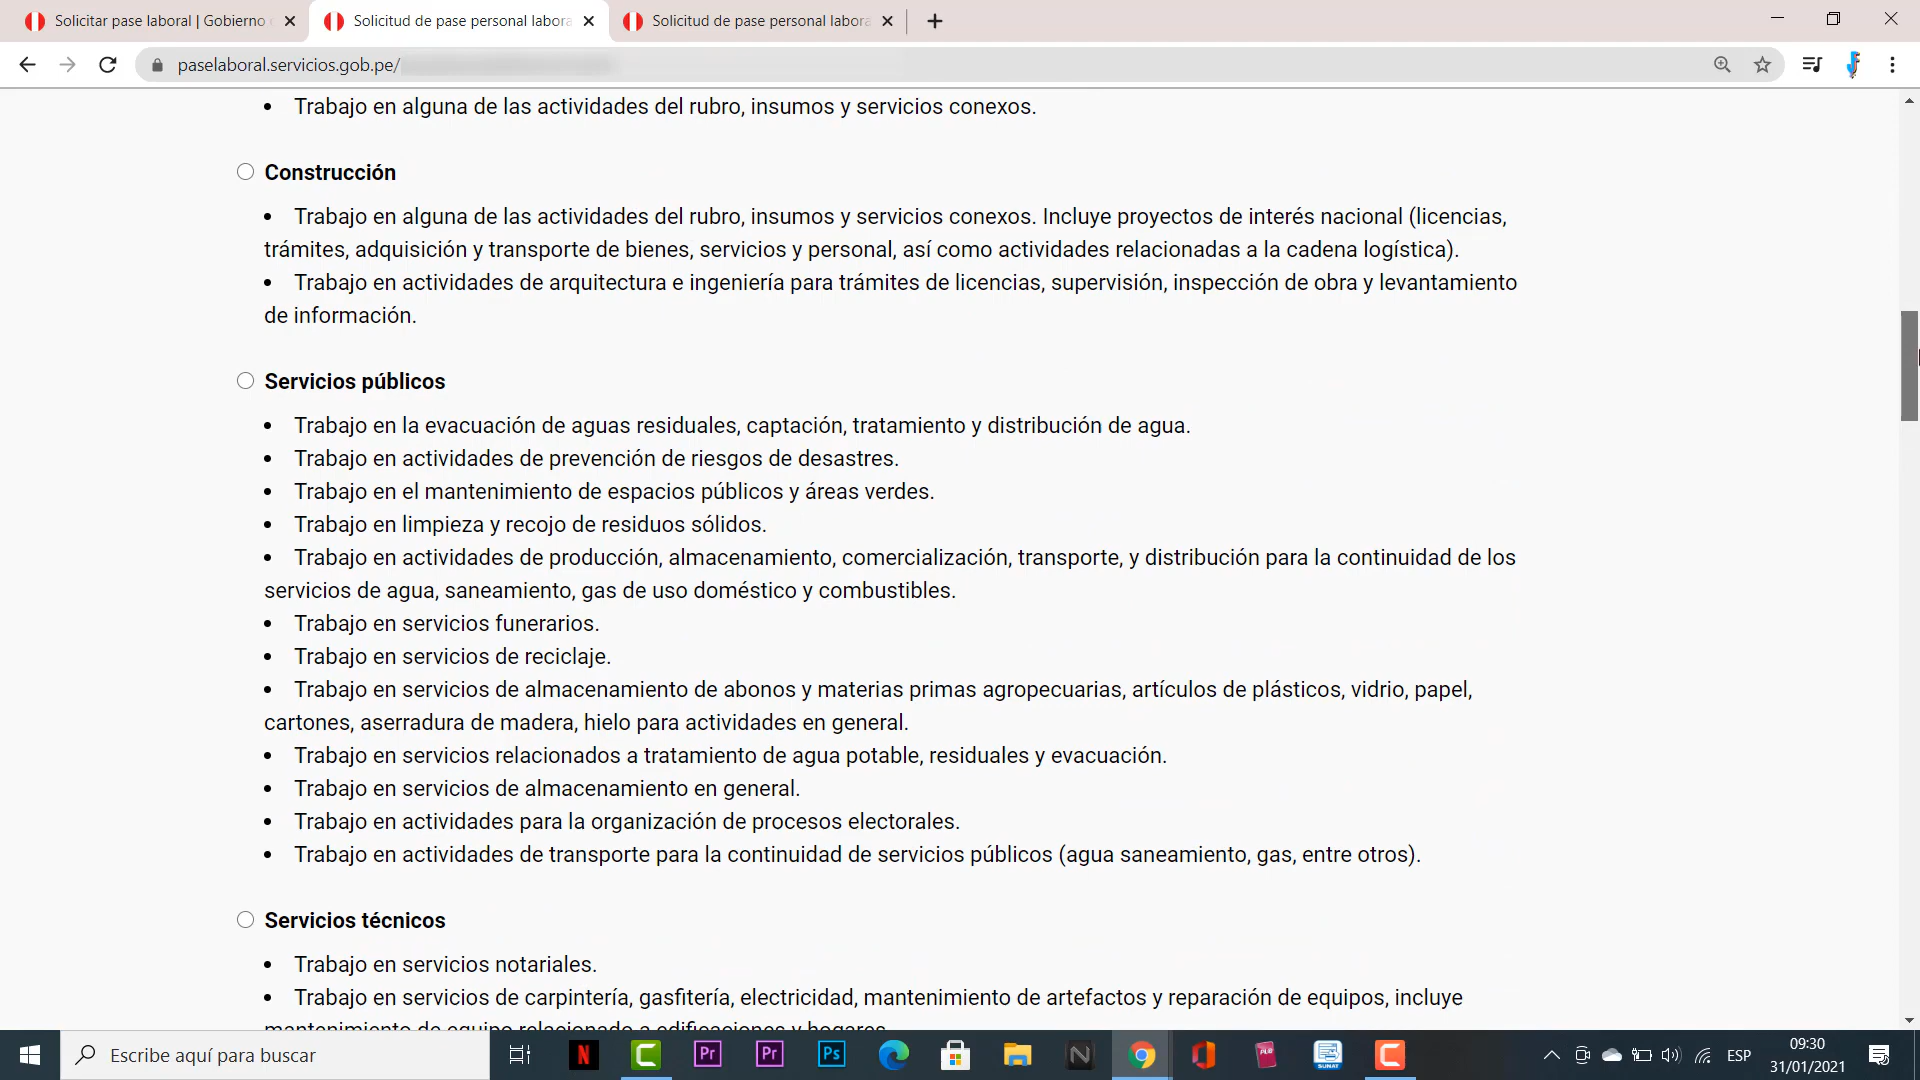 Solicitar pase laboral | Gobierno
Solicitud de pase personal labora
Solicitud de pase personal labora
paselaboral.servicios.gob.pe/
• Trabajo en alguna de las actividades del rubro, insumos y servicios conexos.
Construcción
• Trabajo en alguna de las actividades del rubro, insumos y servicios conexos. Incluye proyectos de interés nacional (licencias,
trámites, adquisición y transporte de bienes, servicios y personal, así como actividades relacionadas a la cadena logística).
• Trabajo en actividades de arquitectura e ingeniería para trámites de licencias, supervisión, inspección de obra y levantamiento
de información.
Servicios públicos
• Trabajo en la evacuación de aguas residuales, captación, tratamiento y distribución de agua.
• Trabajo en actividades de prevención de riesgos de desastres.
• Trabajo en el mantenimiento de espacios públicos y áreas verdes.
• Trabajo en limpieza y recojo de residuos sólidos.
• Trabajo en actividades de producción, almacenamiento, comercialización, transporte, y distribución para la continuidad de los
servicios de agua, saneamiento, gas de uso doméstico y combustibles.
• Trabajo en servicios funerarios.
• Trabajo en servicios de reciclaje.
• Trabajo en servicios de almacenamiento de abonos y materias primas agropecuarias, artículos de plásticos, vidrio, papel,
cartones, aserradura de madera, hielo para actividades en general.
• Trabajo en servicios relacionados a tratamiento de agua potable, residuales y evacuación.
• Trabajo en servicios de almacenamiento en general.
• Trabajo en actividades para la organización de procesos electorales.
• Trabajo en actividades de transporte para la continuidad de servicios públicos (agua saneamiento, gas, entre otros).
Servicios técnicos
• Trabajo en servicios notariales.
• Trabajo en servicios de carpintería, gasfitería, electricidad, mantenimiento de artefactos y reparación de equipos, incluye
mantenimiento de equipo relacionado a edificaciones y hogares.
Escribe aquí para buscar
N
Pr
Pr
Ps
N
PLE
SUNAT
ESP
09:30
31/01/2021